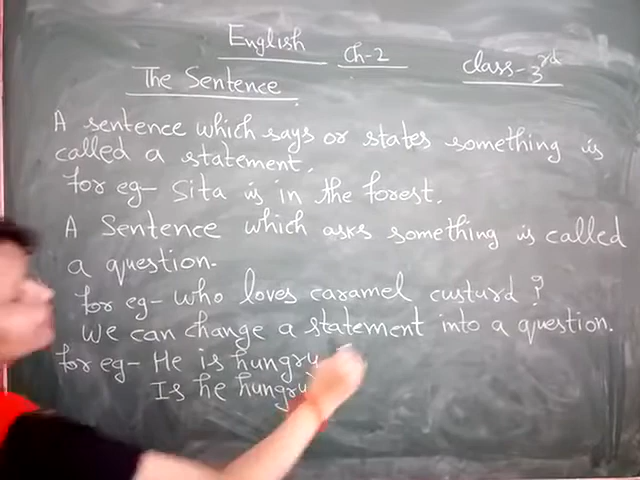 English Ch-2 class-3rd
The Sentence
A sentence which says or states something is
called a statement.
for eg- Sita is in the forest.
A Sentence which asks something is called
a question.
for eg- who loves caramel custurd ?
We can change a statement into a question.
for eg- He is hungry
Is he hungry